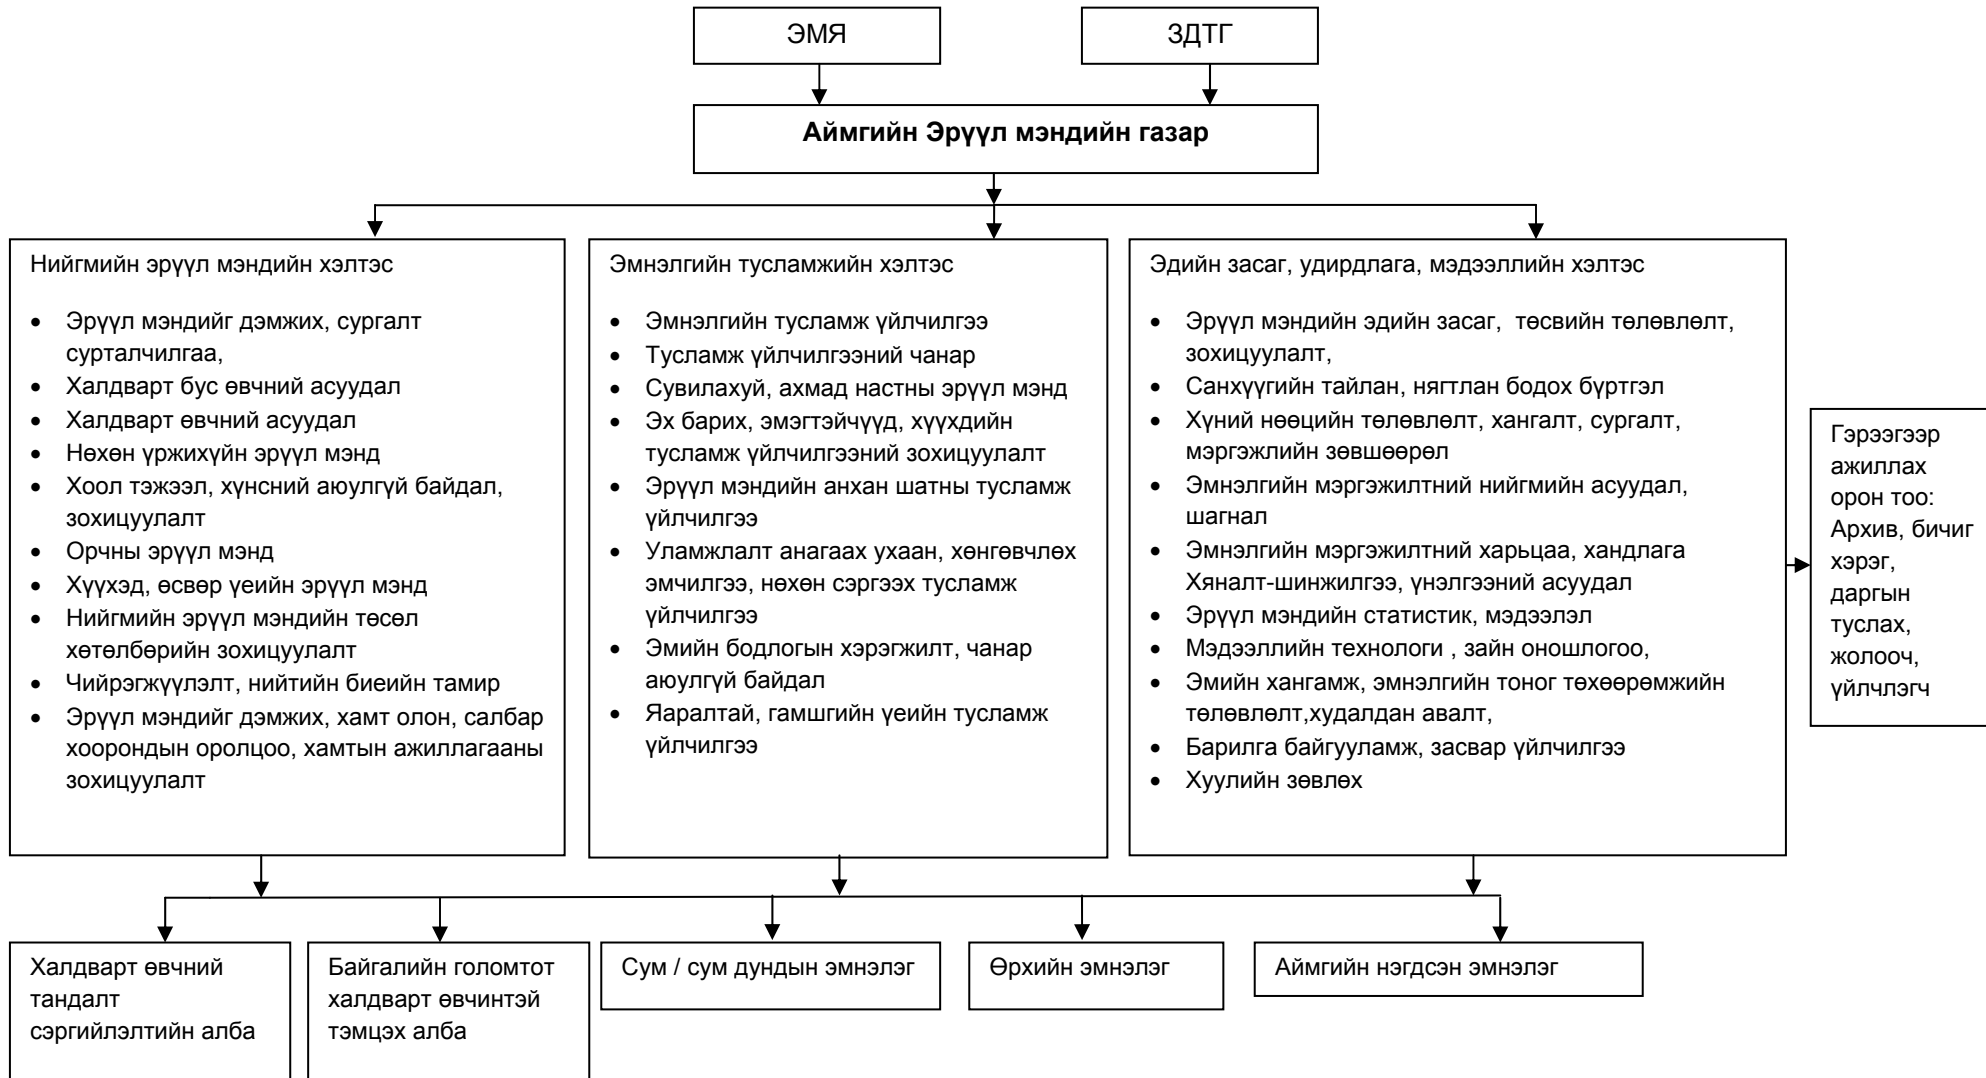 ЭМЯ
ЗДТГ
Аймгийн Эрүүл мэндийн газар
Нийгмийн эрүүл мэндийн хэлтэс
• Эрүүл мэндийг дэмжих, сургалт
сурталчилгаа,
• Халдварт бус өвчний асуудал
• Халдварт өвчний асуудал
• Нөхөн үржихүйн эрүүл мэнд
• Хоол тэжээл, хүнсний аюулгүй байдал,
зохицуулалт
• Орчны эрүүл мэнд
• Хүүхэд, өсвөр үеийн эрүүл мэнд
• Нийгмийн эрүүл мэндийн төсөл
хөтөлбөрийн зохицуулалт
• Чийрэгжүүлэлт, нийтийн биеийн тамир
• Эрүүл мэндийг дэмжих, хамт олон, салбар
хоорондын оролцоо, хамтын ажиллагааны
зохицуулалт
Эмнэлгийн тусламжийн хэлтэс
• Эмнэлгийн тусламж үйлчилгээ
• Тусламж үйлчилгээний чанар
• Сувилахуй, ахмад настны эрүүл мэнд
• Эх барих, эмэгтэйчүүд, хүүхдийн
тусламж үйлчилгээний зохицуулалт
• Эрүүл мэндийн анхан шатны тусламж
үйлчилгээ
• Уламжлалт анагаах ухаан, хөнгөвчлөх
эмчилгээ, нөхөн сэргээх тусламж
үйлчилгээ
• Эмийн бодлогын хэрэгжилт, чанар
аюулгүй байдал
• Яаралтай, гамшгийн үеийн тусламж
үйлчилгээ
Эдийн засаг, удирдлага, мэдээллийн хэлтэс
• Эрүүл мэндийн эдийн засаг, төсвийн төлөвлөлт,
зохицуулалт,
• Санхүүгийн тайлан, нягтлан бодох бүртгэл
• Хүний нөөцийн төлөвлөлт, хангалт, сургалт,
мэргэжлийн зөвшөөрөл
• Эмнэлгийн мэргэжилтний нийгмийн асуудал,
шагнал
• Эмнэлгийн мэргэжилтний харьцаа, хандлага
Хяналт-шинжилгээ, үнэлгээний асуудал
• Эрүүл мэндийн статистик, мэдээлэл
• Мэдээллийн технологи , зайн оношлогоо,
• Эмийн хангамж, эмнэлгийн тоног төхөөрөмжийн
төлөвлөлт,худалдан авалт,
• Барилга байгууламж, засвар үйлчилгээ
• Хуулийн зөвлөх
Гэрээгээр
ажиллах
орон тоо:
Архив, бичиг
хэрэг,
даргын
туслах,
жолооч,
үйлчлэгч
Халдварт өвчний
тандалт
сэргийлэлтийн алба
Байгалийн голомтот
халдварт өвчинтэй
тэмцэх алба
Сум / сум дундын эмнэлэг
Өрхийн эмнэлэг
Аймгийн нэгдсэн эмнэлэг